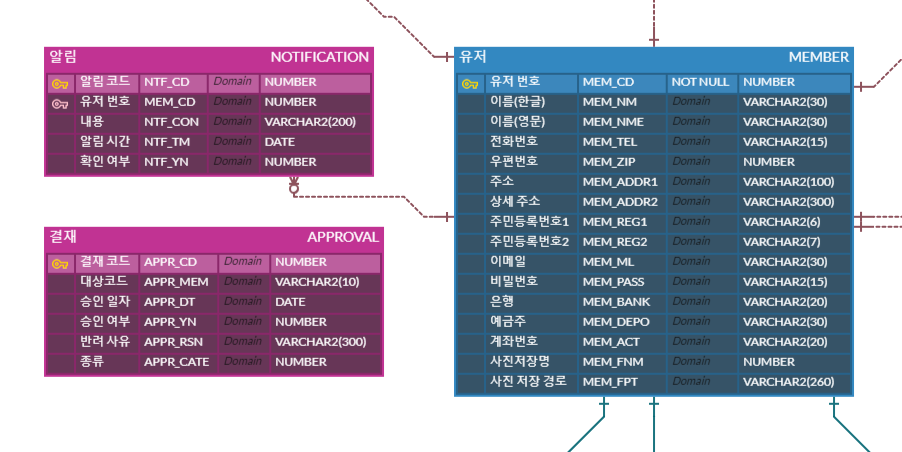 알림 NOTIFICATION
알림 코드 NTF_CD Domain NUMBER
유저 번호 MEM_CD Domain NUMBER
내용 NTF_CON Domain VARCHAR2(200)
알림 시간 NTF_TM Domain DATE
확인 여부 NTF_YN Domain NUMBER
결재 APPROVAL
결재 코드 APPR_CD Domain NUMBER
대상코드 APPR_MEM Domain VARCHAR2(10)
승인 일자 APPR_DT Domain DATE
승인 여부 APPR_YN Domain NUMBER
반려 사유 APPR_RSN Domain VARCHAR2(300)
종류 APPR_CATE Domain NUMBER
유저 MEMBER
유저 번호 MEM_CD NOT NULL NUMBER
이름(한글) MEM_NM Domain VARCHAR2(30)
이름(영문) MEM_NME Domain VARCHAR2(30)
전화번호 MEM_TEL Domain VARCHAR2(15)
우편번호 MEM_ZIP Domain NUMBER
주소 MEM_ADDR1 Domain VARCHAR2(100)
상세 주소 MEM_ADDR2 Domain VARCHAR2(300)
주민등록번호1 MEM_REG1 Domain VARCHAR2(6)
주민등록번호2 MEM_REG2 Domain VARCHAR2(7)
이메일 MEM_ML Domain VARCHAR2(30)
비밀번호 MEM_PASS Domain VARCHAR2(15)
은행 MEM_BANK Domain VARCHAR2(20)
예금주 MEM_DEPO Domain VARCHAR2(30)
계좌번호 MEM_ACT Domain VARCHAR2(20)
사진저장명 MEM_FNM Domain NUMBER
사진 저장 경로 MEM_FPT Domain VARCHAR2(260)